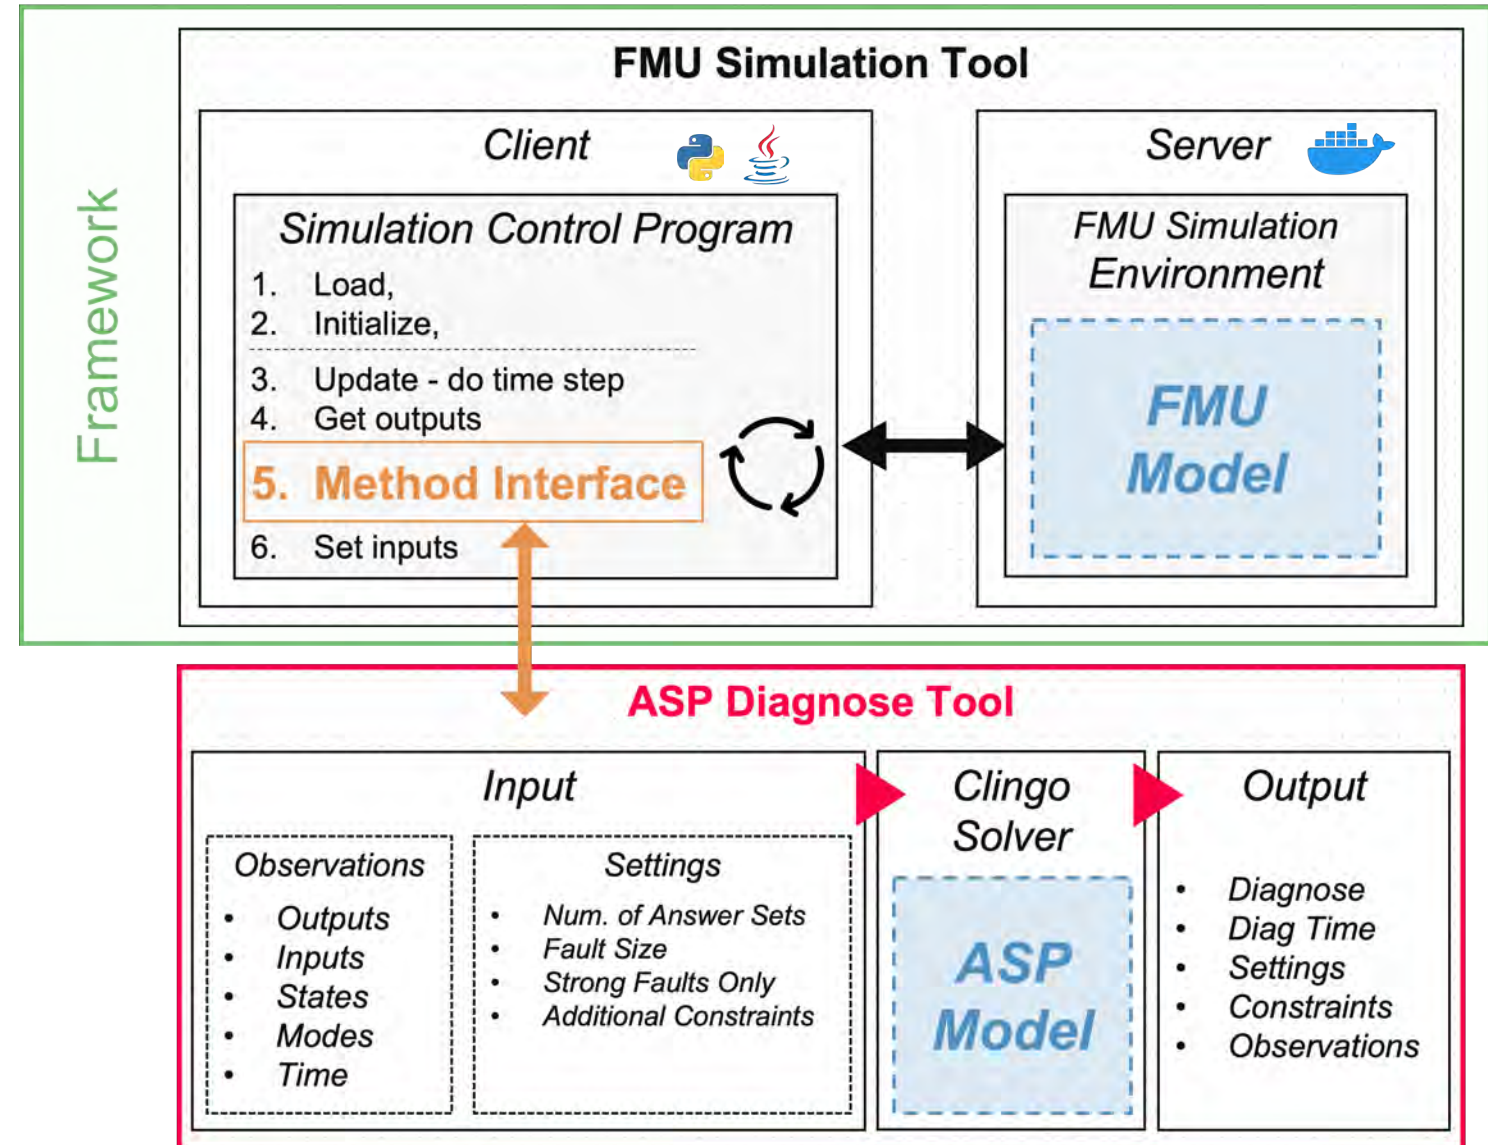 Framework
FMU Simulation Tool
Client
Simulation Control Program
1. Load,
2. Initialize,
3. Update - do time step
4. Get outputs
5. Method Interface
6. Set inputs
Server
FMU Simulation
Environment
FMU
Model
ASP Diagnose Tool
Input
Observations
• Outputs
• Inputs
• States
• Modes
• Time
Settings
• Num. of Answer Sets
• Fault Size
• Strong Faults Only
• Additional Constraints
Clingo
Solver
ASP
Model
Output
• Diagnose
• Diag Time
• Settings
• Constraints
• Observations